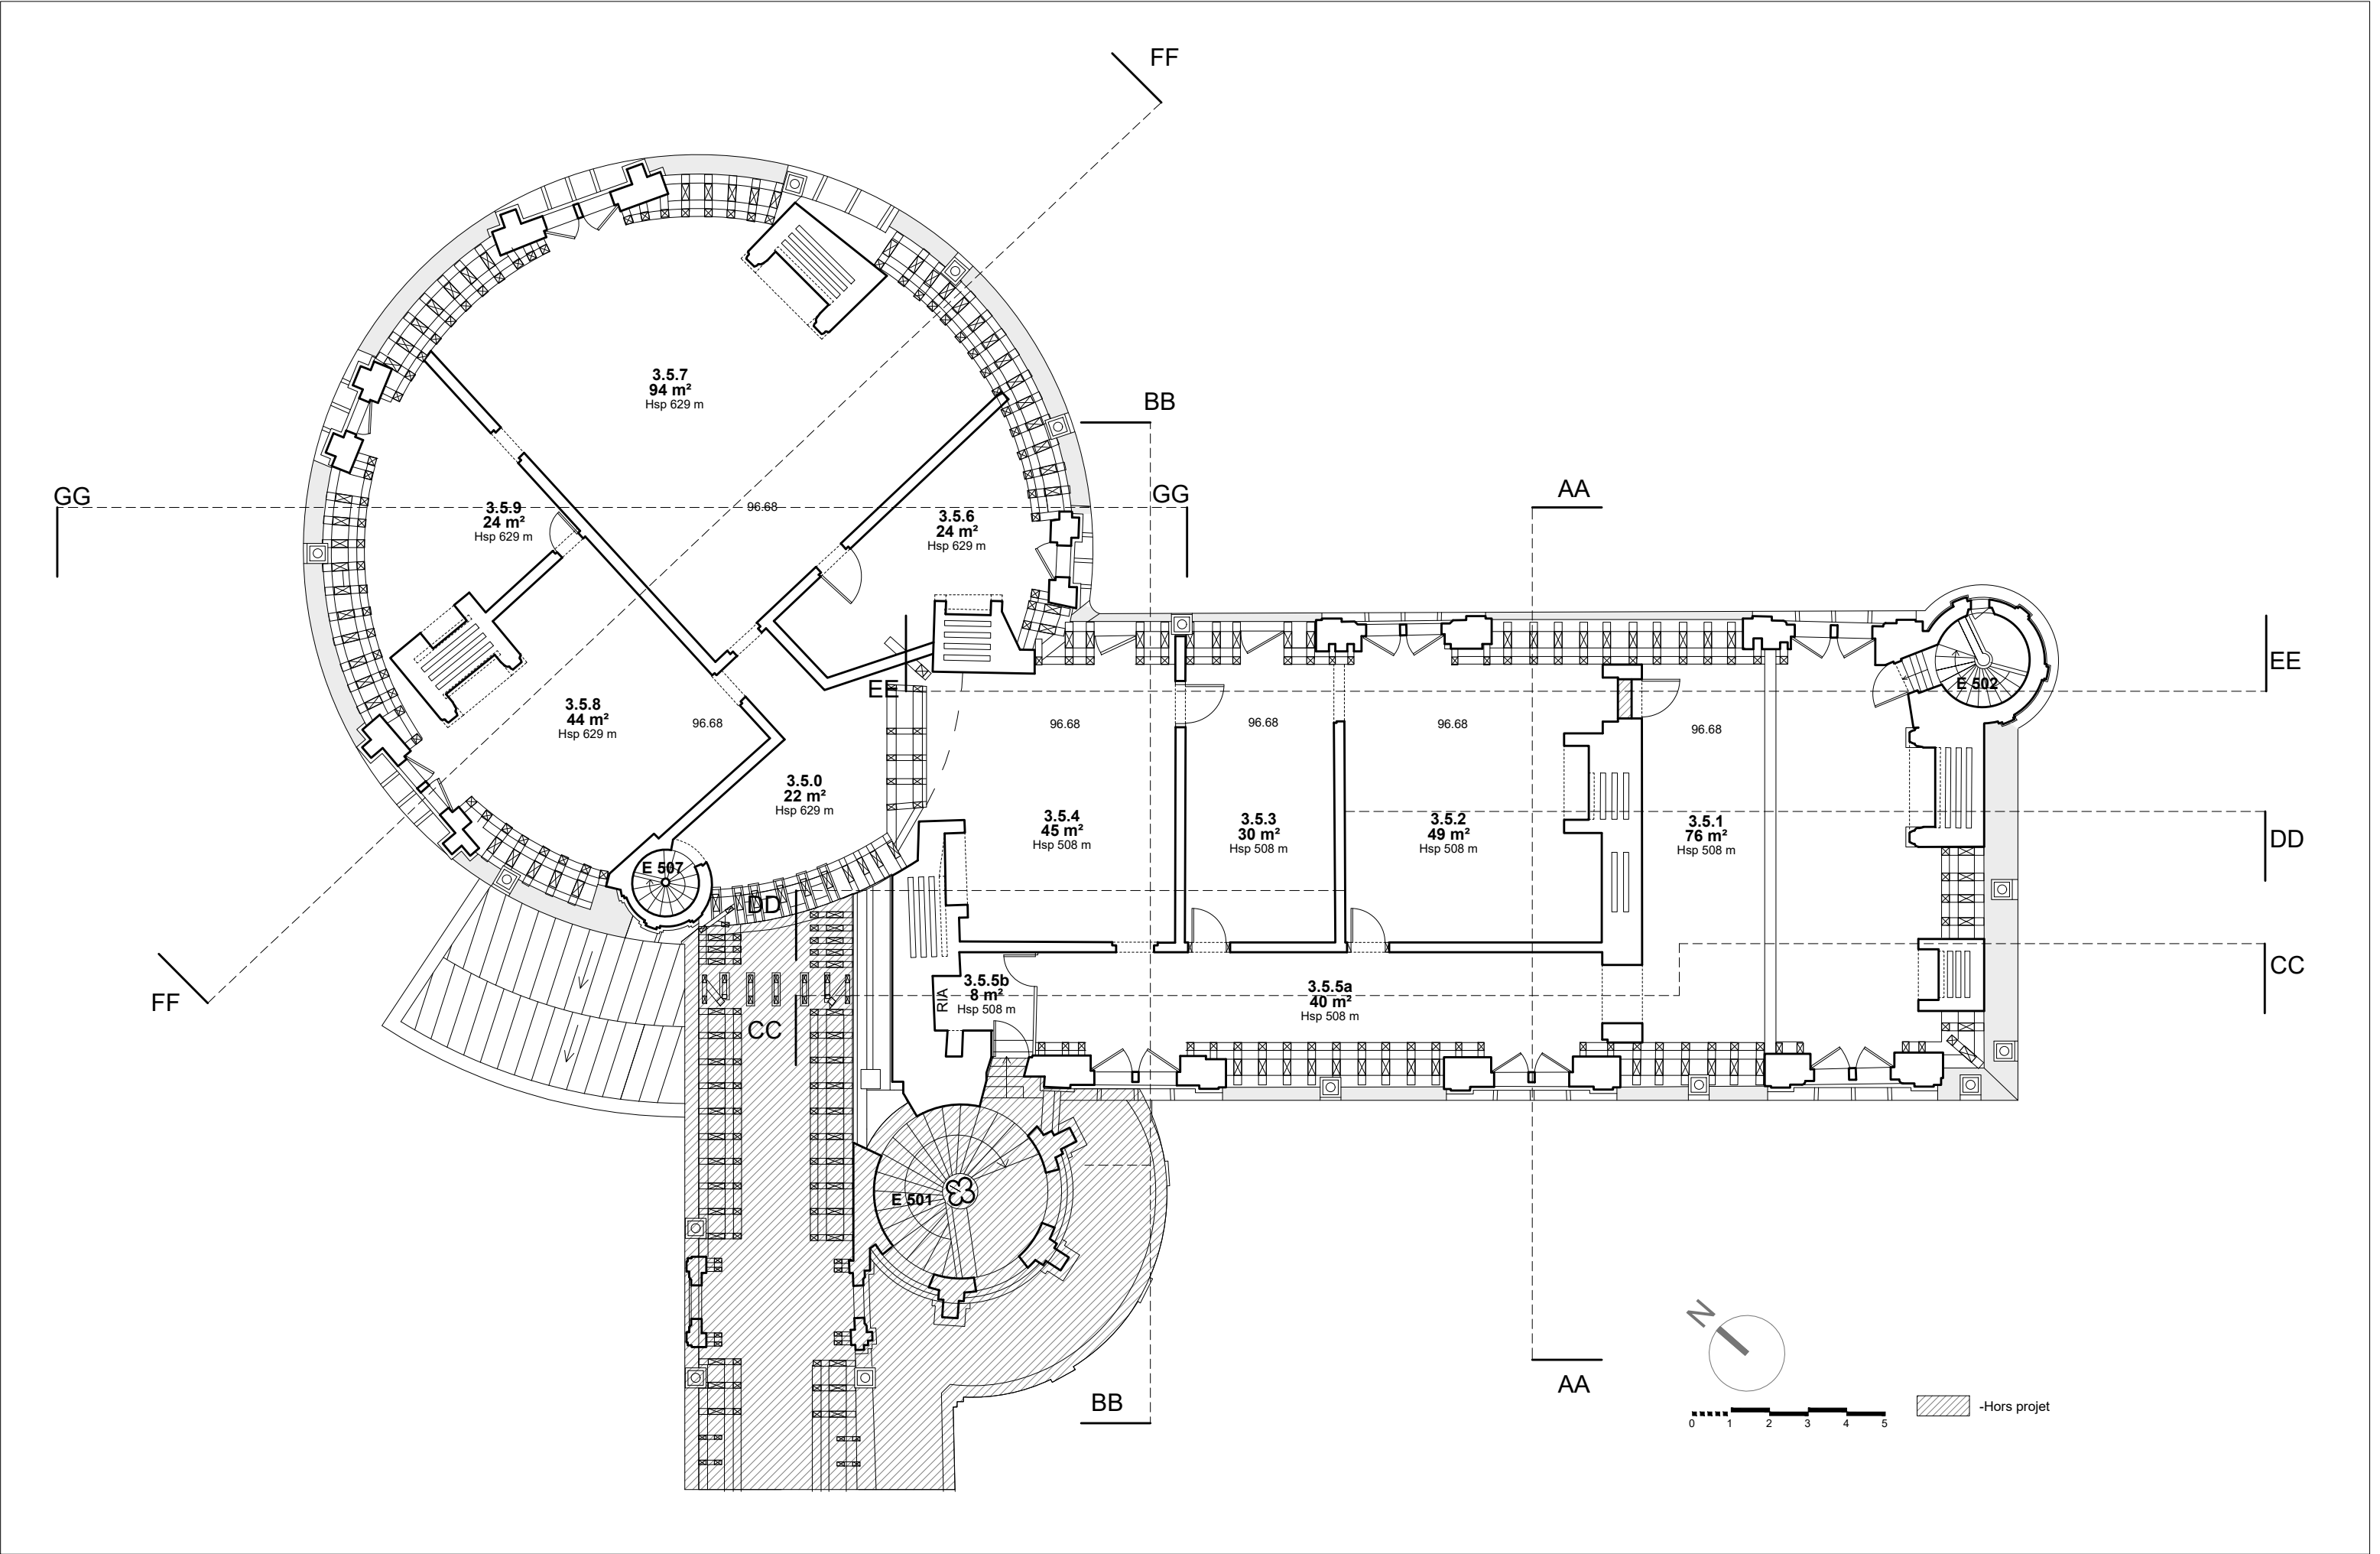 FF
BB
3.5.7
94 m²
Hsp 629 m
GG
GG
AA
3.5.9
24 m²
Hsp 629 m
96.68
3.5.6
24 m²
Hsp 629 m
EE
EE
E 502
3.5.8
44 m²
Hsp 629 m
96.68
96.68
96.68
96.68
96.68
3.5.0
22 m²
Hsp 629 m
3.5.4
45 m²
Hsp 508 m
3.5.3
30 m²
Hsp 508 m
3.5.2
49 m²
Hsp 508 m
3.5.1
76 m²
Hsp 508 m
DD
E 507
DD
CC
FF
RIA
3.5.5b
8 m²
Hsp 508 m
3.5.5a
40 m²
Hsp 508 m
CC
E 501
N
AA
BB
0 1 2 3 4 5
-Hors projet